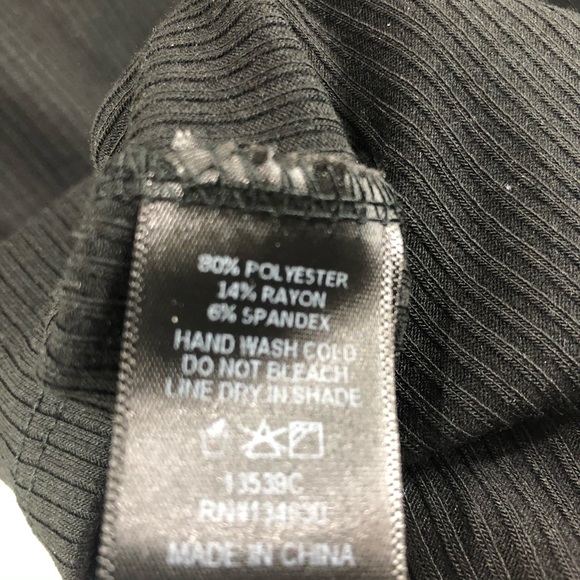 80% POLYESTER
14% RAYON
6% SPANDEX
HAND WASH COLD
DO NOT BLEACH
LINE DRY IN SHADE
13539C
MADE IN CHINA